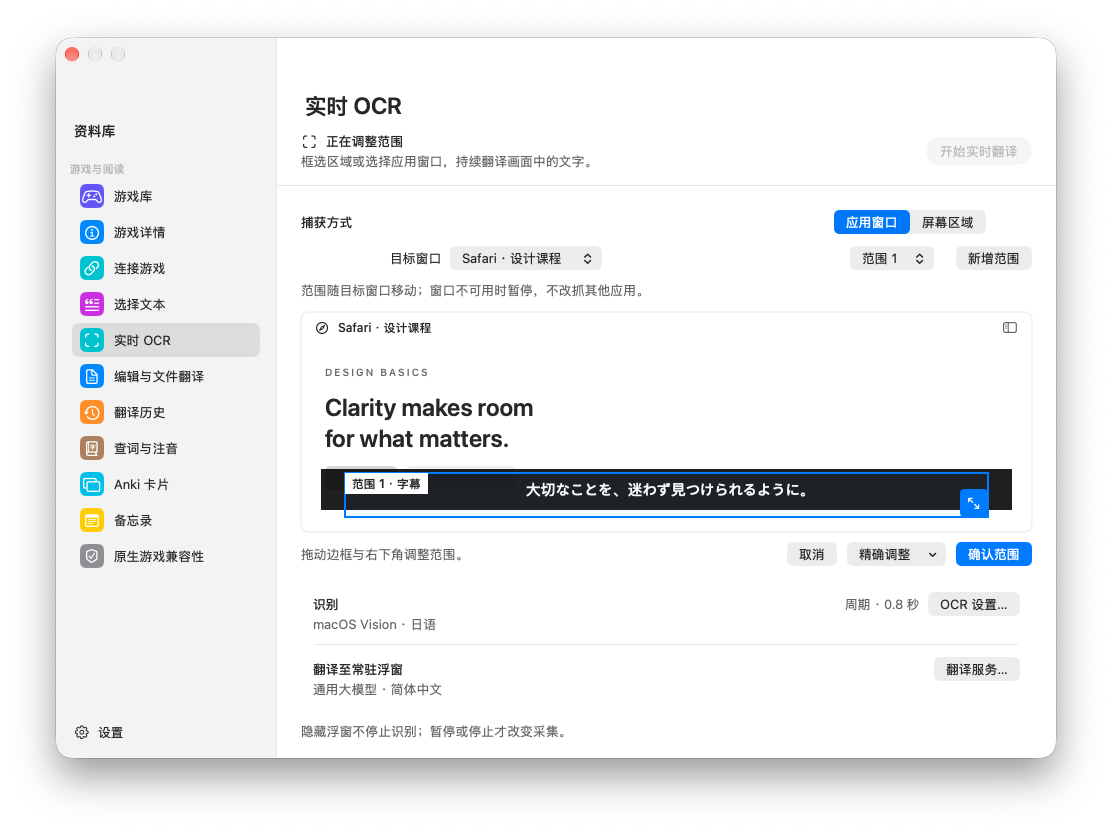 资料库
游戏与阅读
游戏库
游戏详情
连接游戏
选择文本
实时 OCR
编辑与文件翻译
翻译历史
查词与注音
Anki 卡片
备忘录
原生游戏兼容性
设置
实时 OCR
正在调整范围
框选区域或选择应用窗口，持续翻译画面中的文字。
开始实时翻译
捕获方式
应用窗口 屏幕区域
目标窗口 Safari · 设计课程 范围 1 新增范围
范围随目标窗口移动；窗口不可用时暂停，不改抓其他应用。
Safari · 设计课程
DESIGN BASICS
Clarity makes room
for what matters.
范围 1 · 字幕
大切なことを、迷わず見つけられるように。
拖动边框与右下角调整范围。
取消 精确调整 确认范围
识别
macOS Vision · 日语
周期 · 0.8 秒 OCR 设置...
翻译至常驻浮窗
通用大模型 · 简体中文
翻译服务...
隐藏浮窗不停止识别；暂停或停止才改变采集。